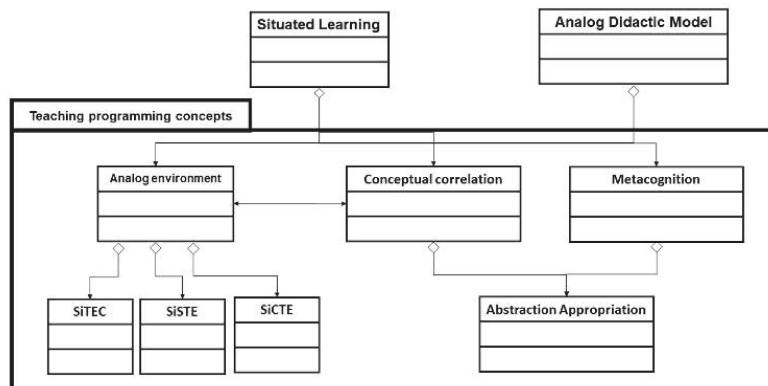 Situated Learning
Analog Didactic Model
Teaching programming concepts
Analog environment
Conceptual correlation
Metacognition
SiTEC
SiSTE
SiCTE
Abstraction Appropriation